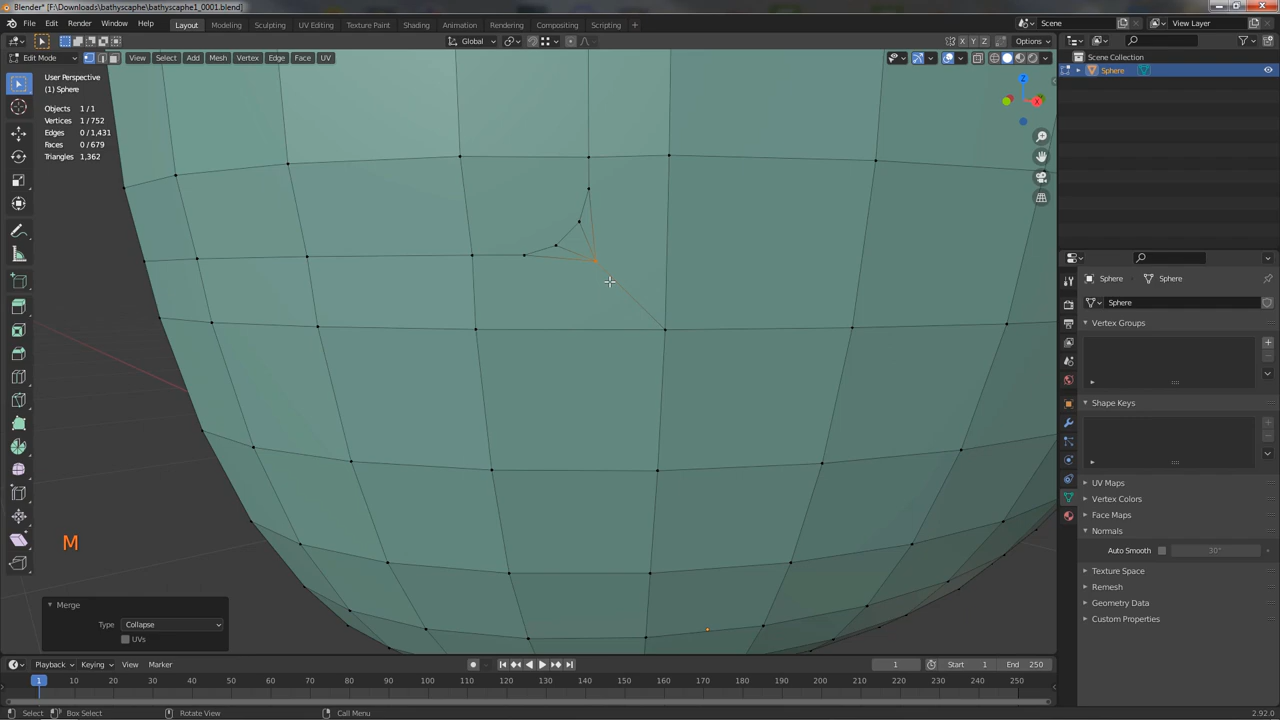 Blender* [F:\Downloads\bathyscaphe\bathyscaphe1_0001.blend]
File Edit Render Window Help Layout Modeling Sculpting UV Editing Texture Paint Shading Animation Rendering Compositing Scripting + Scene View Layer
Global X Y Z Options
Edit Mode View Select Add Mesh Vertex Edge Face UV
User Perspective
(1) Sphere
Objects 1/1
Vertices 1/752
Edges 0/1,431
Faces 0/679
Triangles 1,362
Z
X
Scene Collection
Sphere
Sphere Sphere
Sphere
Vertex Groups
Shape Keys
UV Maps
Vertex Colors
Face Maps
Normals
Auto Smooth 30°
Texture Space
Remesh
Geometry Data
Custom Properties
M
Merge
Type Collapse
UVs
Playback Keying View Marker 1 Start 1 End 250
1 10 20 30 40 50 60 70 80 90 100 110 120 130 140 150 160 170 180 190 200 210 220 230 240 250
Select Box Select Rotate View Call Menu 2.92.0